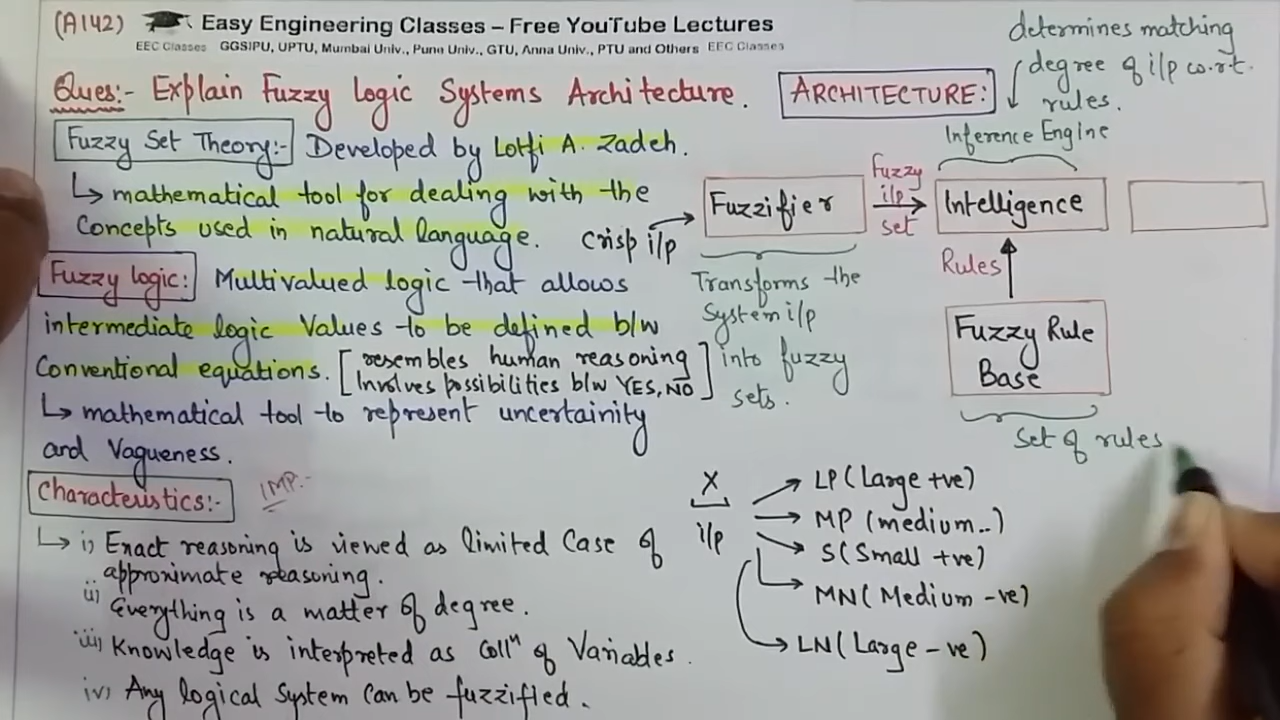 (A142)
Easy Engineering Classes – Free YouTube Lectures
EEC Classes GGSIPU, UPTU, Mumbai Univ., Pune Univ., GTU, Anna Univ., PTU and Others EEC Classes
Ques:- Explain Fuzzy Logic Systems Architecture.
Fuzzy Set Theory:- Developed by Lotfi A. Zadeh.
↳ mathematical tool for dealing with the
Concepts used in natural language.
Fuzzy logic: Multivalued logic that allows
intermediate logic Values to be defined b/w
Conventional equations. [resembles human reasoning
Involves possibilities b/w YES, NO]
↳ mathematical tool to represent uncertainity
and Vagueness.
Characteristics:- IMP.-
↳ i) Exact reasoning is viewed as limited Case of
approximate reasoning.
ii) Everything is a matter of degree.
iii) Knowledge is interpreted as Collⁿ of Variables.
iv) Any logical System Can be fuzzified.
ARCHITECTURE:
determines matching
degree of i/p w.r.t.
rules.
Inference Engine
Crisp i/p
Fuzzifier
Fuzzy
i/p
set
Intelligence
Transforms the
System i/p
into fuzzy
sets.
Rules
Fuzzy Rule
Base
Set of rules
X
i/p
LP (Large +ve)
MP (medium..)
S (Small +ve)
MN (Medium -ve)
LN (Large -ve)